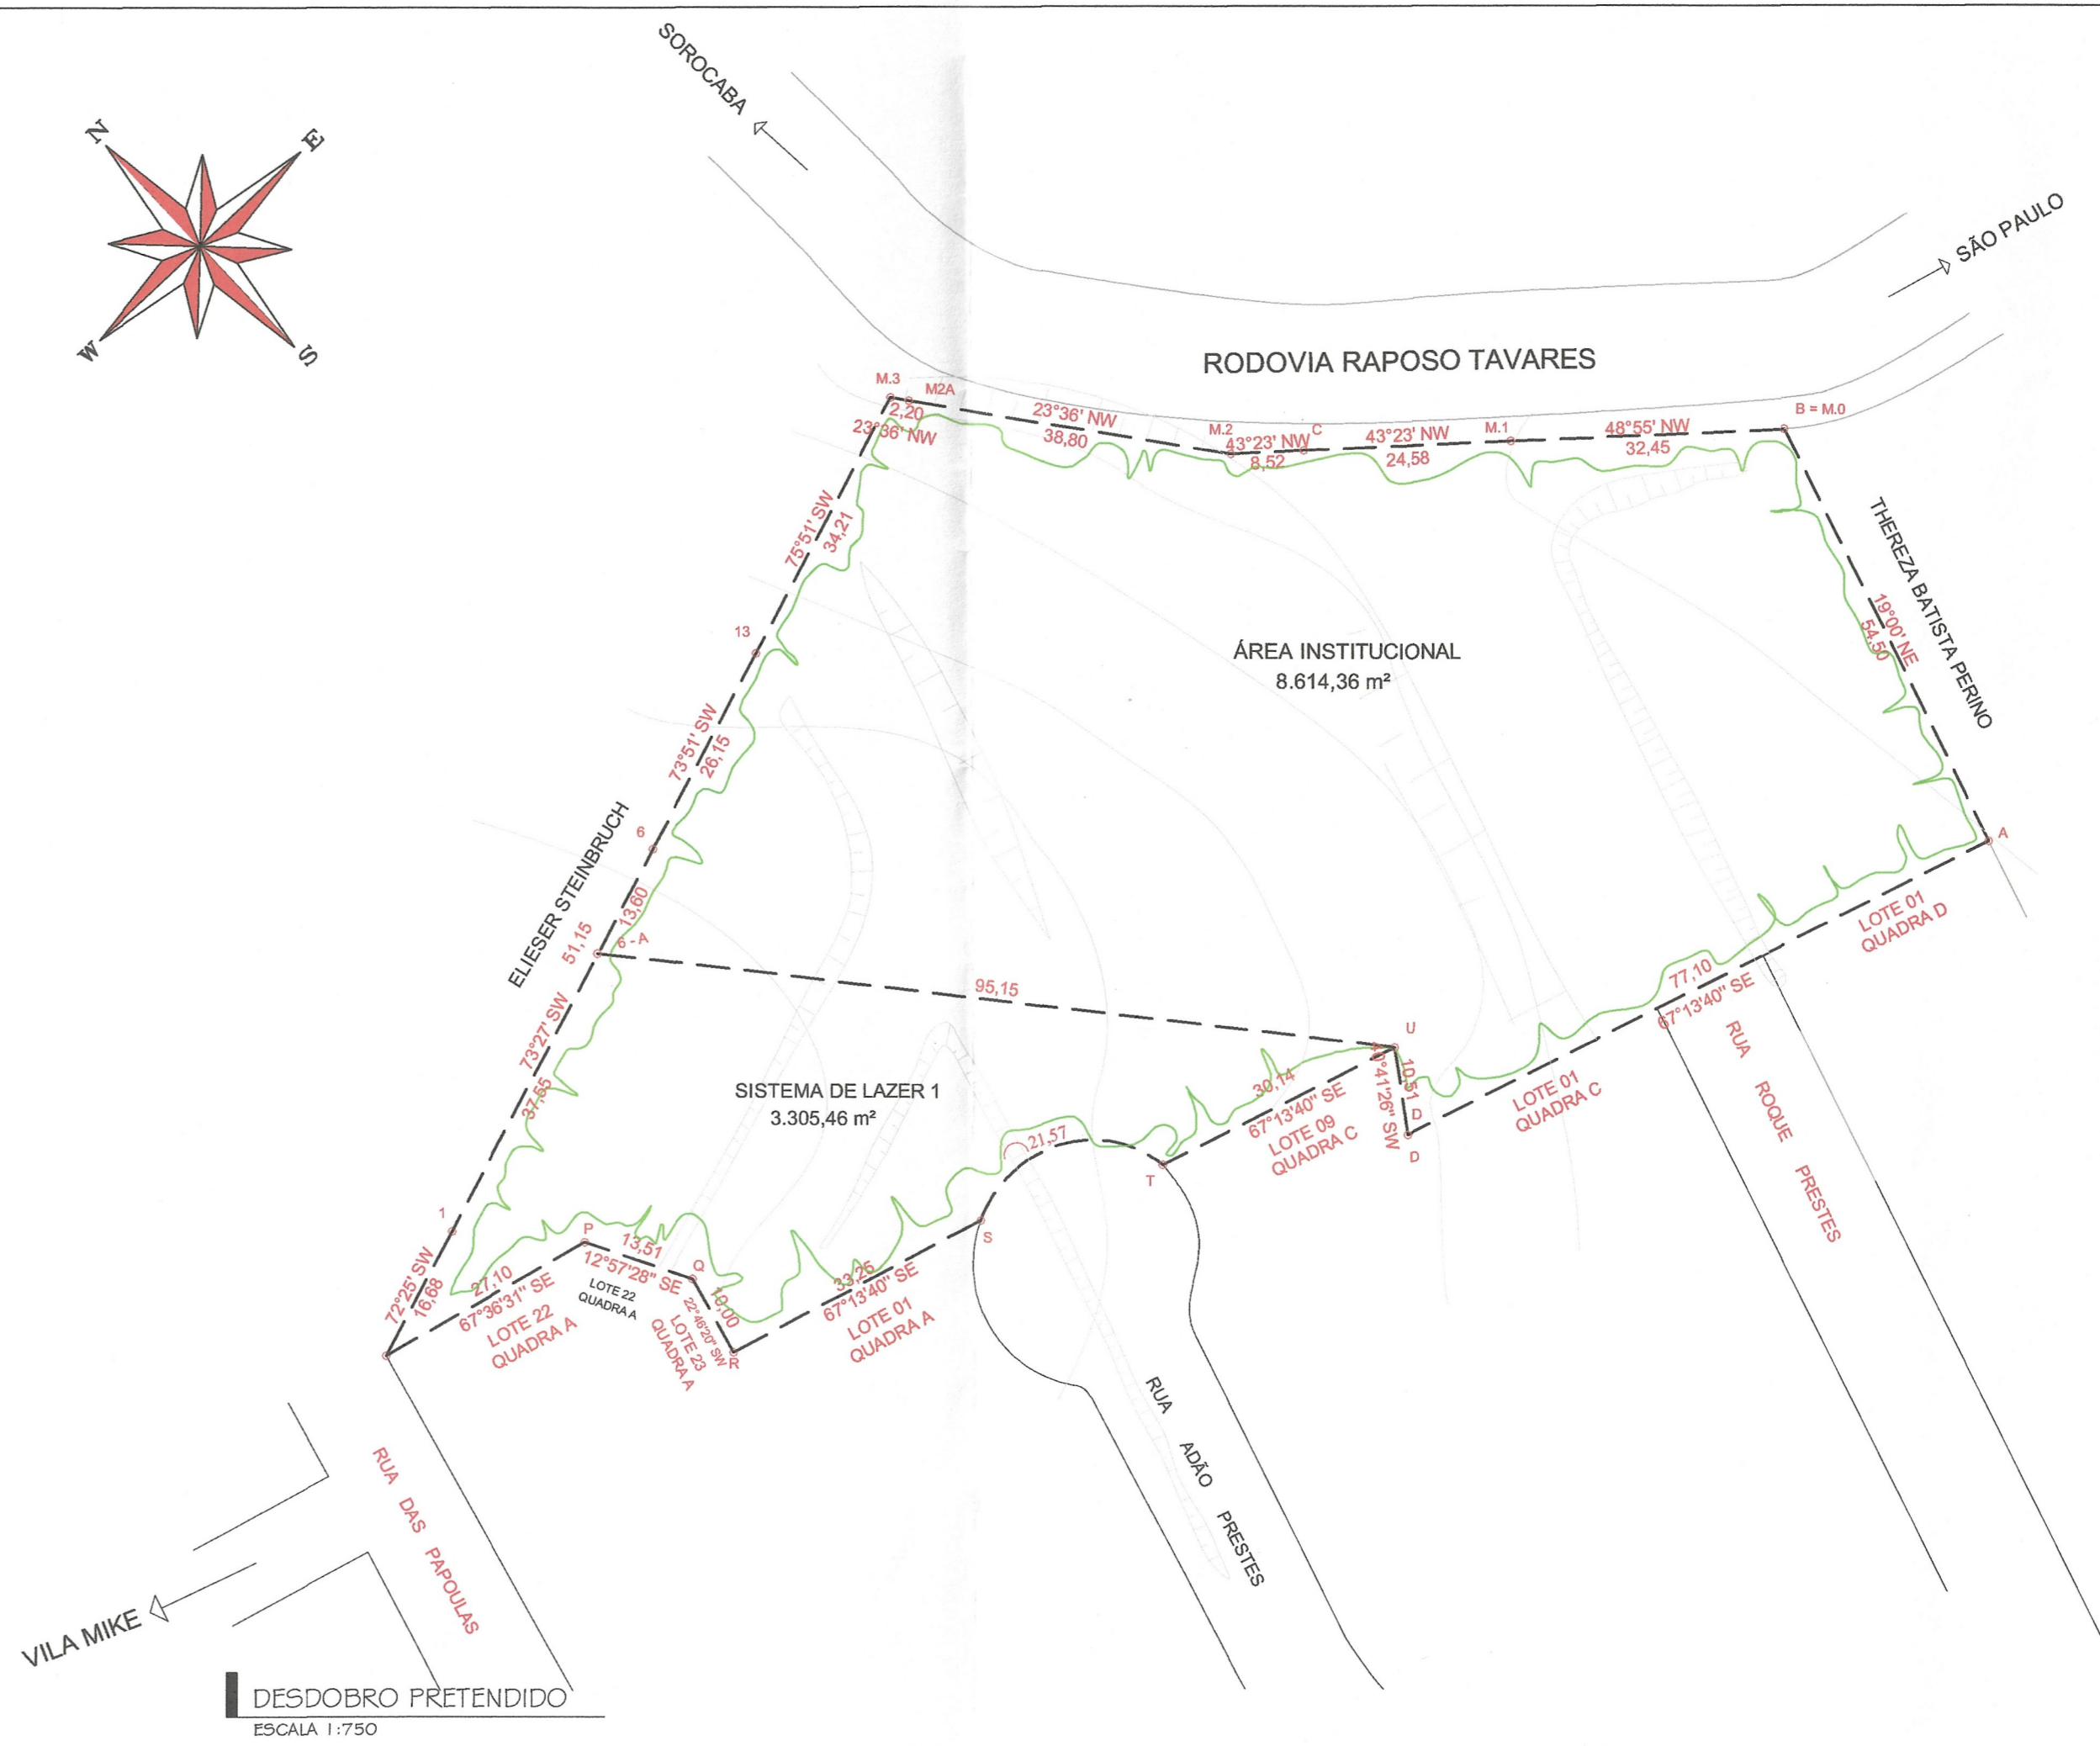 SOROCABA
N
E
W
S
SÃO PAULO
RODOVIA RAPOSO TAVARES
M.3
M2A
2,20
23°36' NW
23°36' NW
38,80
M.2
43°23' NW
8,52
C
43°23' NW
24,58
M.1
48°55' NW
32,45
B = M.0
THEREZA BATISTA PERINO
19°00' NE
54,50
75°51' SW
34,21
13
ÁREA INSTITUCIONAL
8.614,36 m²
73°51' SW
26,15
6
ELIESER STEINBRUCH
13,60
6 - A
51,15
A
LOTE 01
QUADRA D
77,10
67°13'40" SE
95,15
73°27' SW
37,55
U
10,51
40°41'26" SW
D
D
LOTE 01
QUADRA C
SISTEMA DE LAZER 1
3.305,46 m²
30,14
67°13'40" SE
LOTE 09
QUADRA C
21,57
T
S
1
72°25' SW
16,68
P
27,10
67°36'31" SE
LOTE 22
QUADRA A
13,51
12°57'28" SE
LOTE 22
QUADRA A
Q
10,00
22°46'20" SW
LOTE 23
QUADRA A
R
33,25
67°13'40" SE
LOTE 01
QUADRA A
RUA ROQUE PRESTES
RUA ADÃO PRESTES
RUA DAS PAPOULAS
VILA MIKE
DESDOBRO PRETENDIDO
ESCALA 1:750